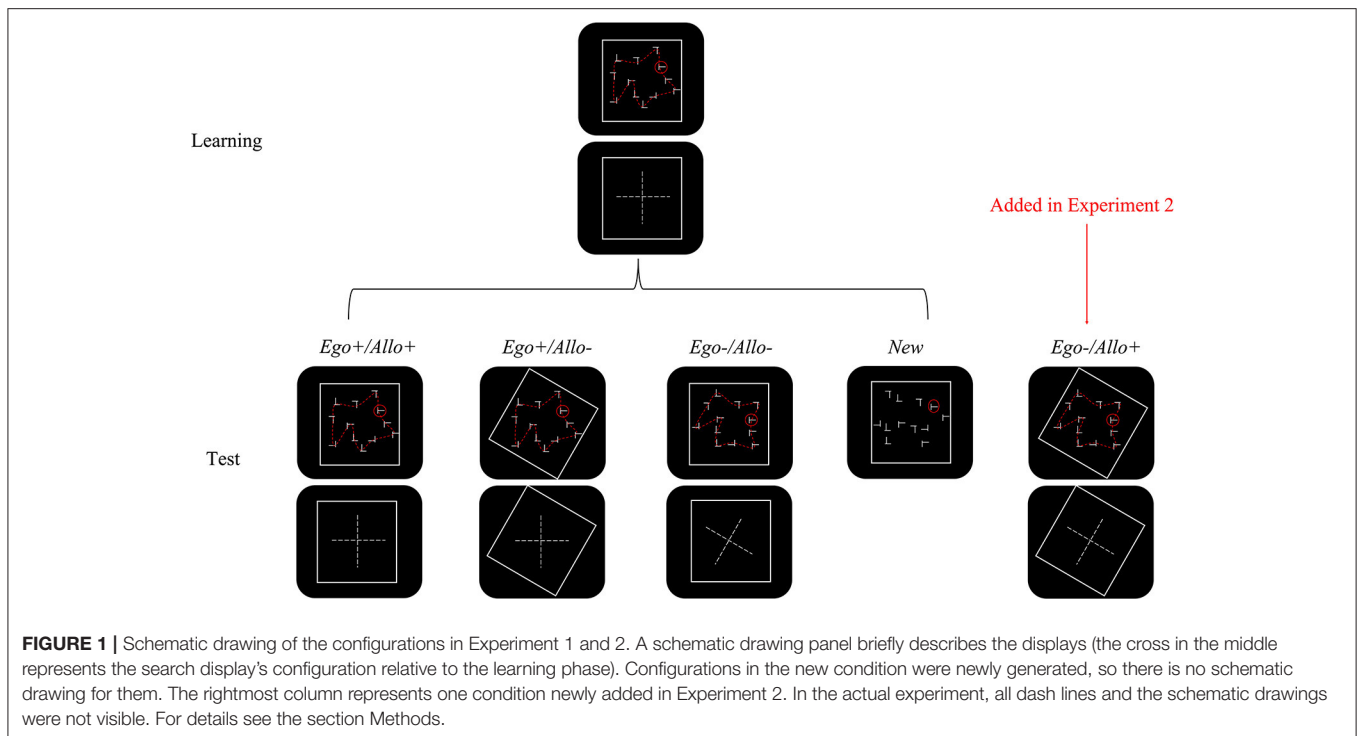 Learning
Added in Experiment 2
Ego+/Allo+ Ego+/Allo- Ego-/Allo- New Ego-/Allo+
Test
FIGURE 1 | Schematic drawing of the configurations in Experiment 1 and 2. A schematic drawing panel briefly describes the displays (the cross in the middle
represents the search display's configuration relative to the learning phase). Configurations in the new condition were newly generated, so there is no schematic
drawing for them. The rightmost column represents one condition newly added in Experiment 2. In the actual experiment, all dash lines and the schematic drawings
were not visible. For details see the section Methods.